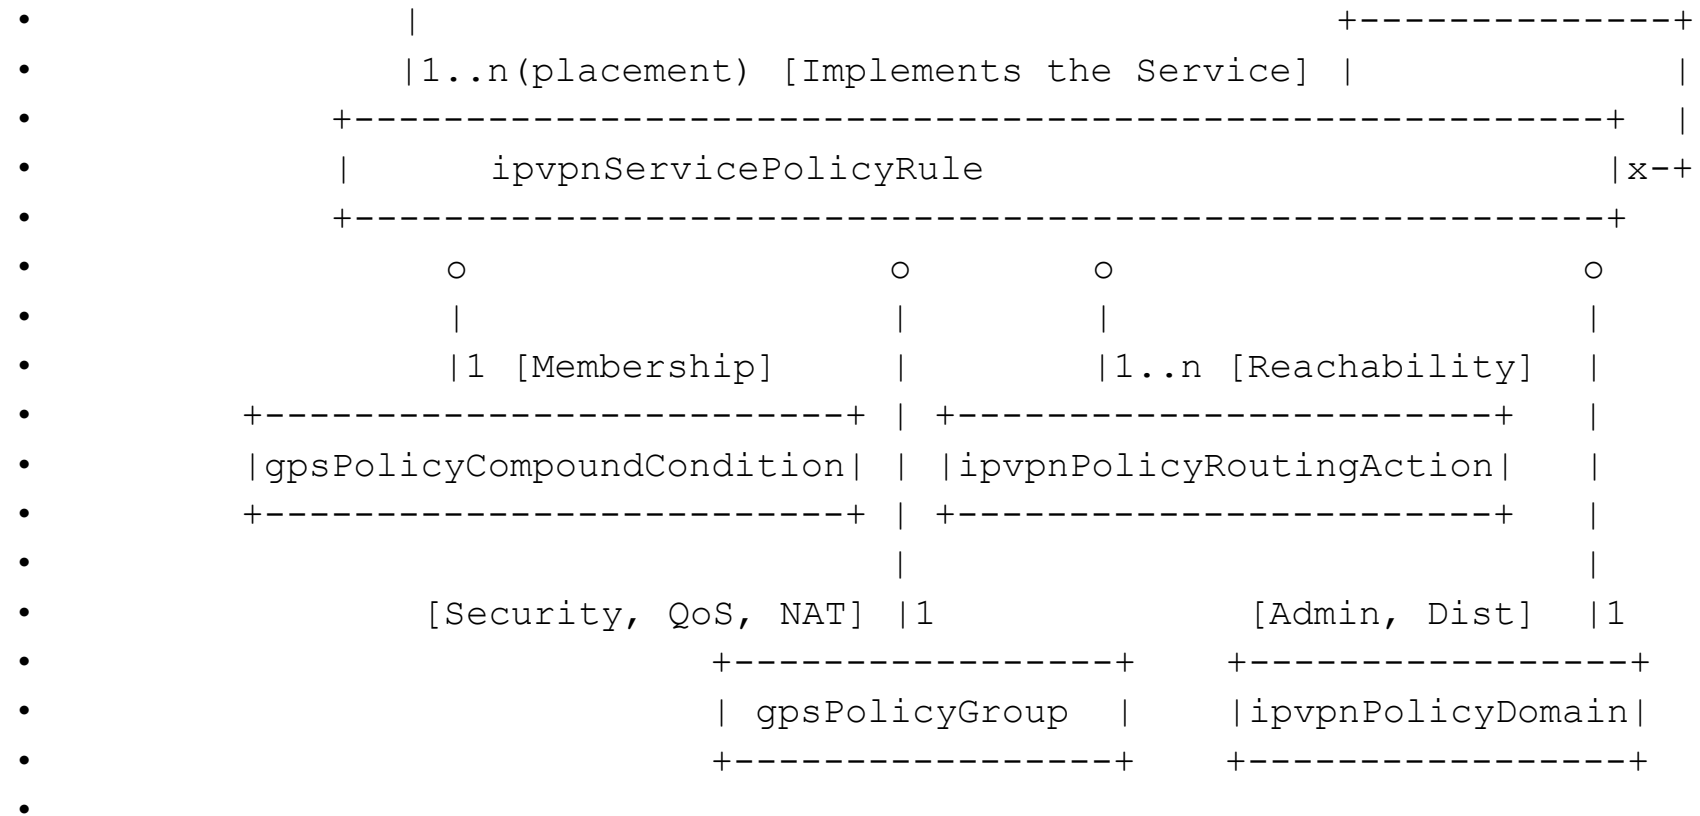 • | +--------------+
• |1..n(placement) [Implements the Service] | |
• +--------------------------------------------------------+ |
• | ipvpnServicePolicyRule |x-+
• +--------------------------------------------------------+
• o o o o
• | | | |
• |1 [Membership] | |1..n [Reachability] |
• +--------------------------+ | +------------------------+ |
• |gpsPolicyCompoundCondition| | |ipvpnPolicyRoutingAction| |
• +--------------------------+ | +------------------------+ |
• | |
• [Security, QoS, NAT] |1 [Admin, Dist] |1
• +-----------------+ +-----------------+
• | gpsPolicyGroup | |ipvpnPolicyDomain|
• +-----------------+ +-----------------+
•